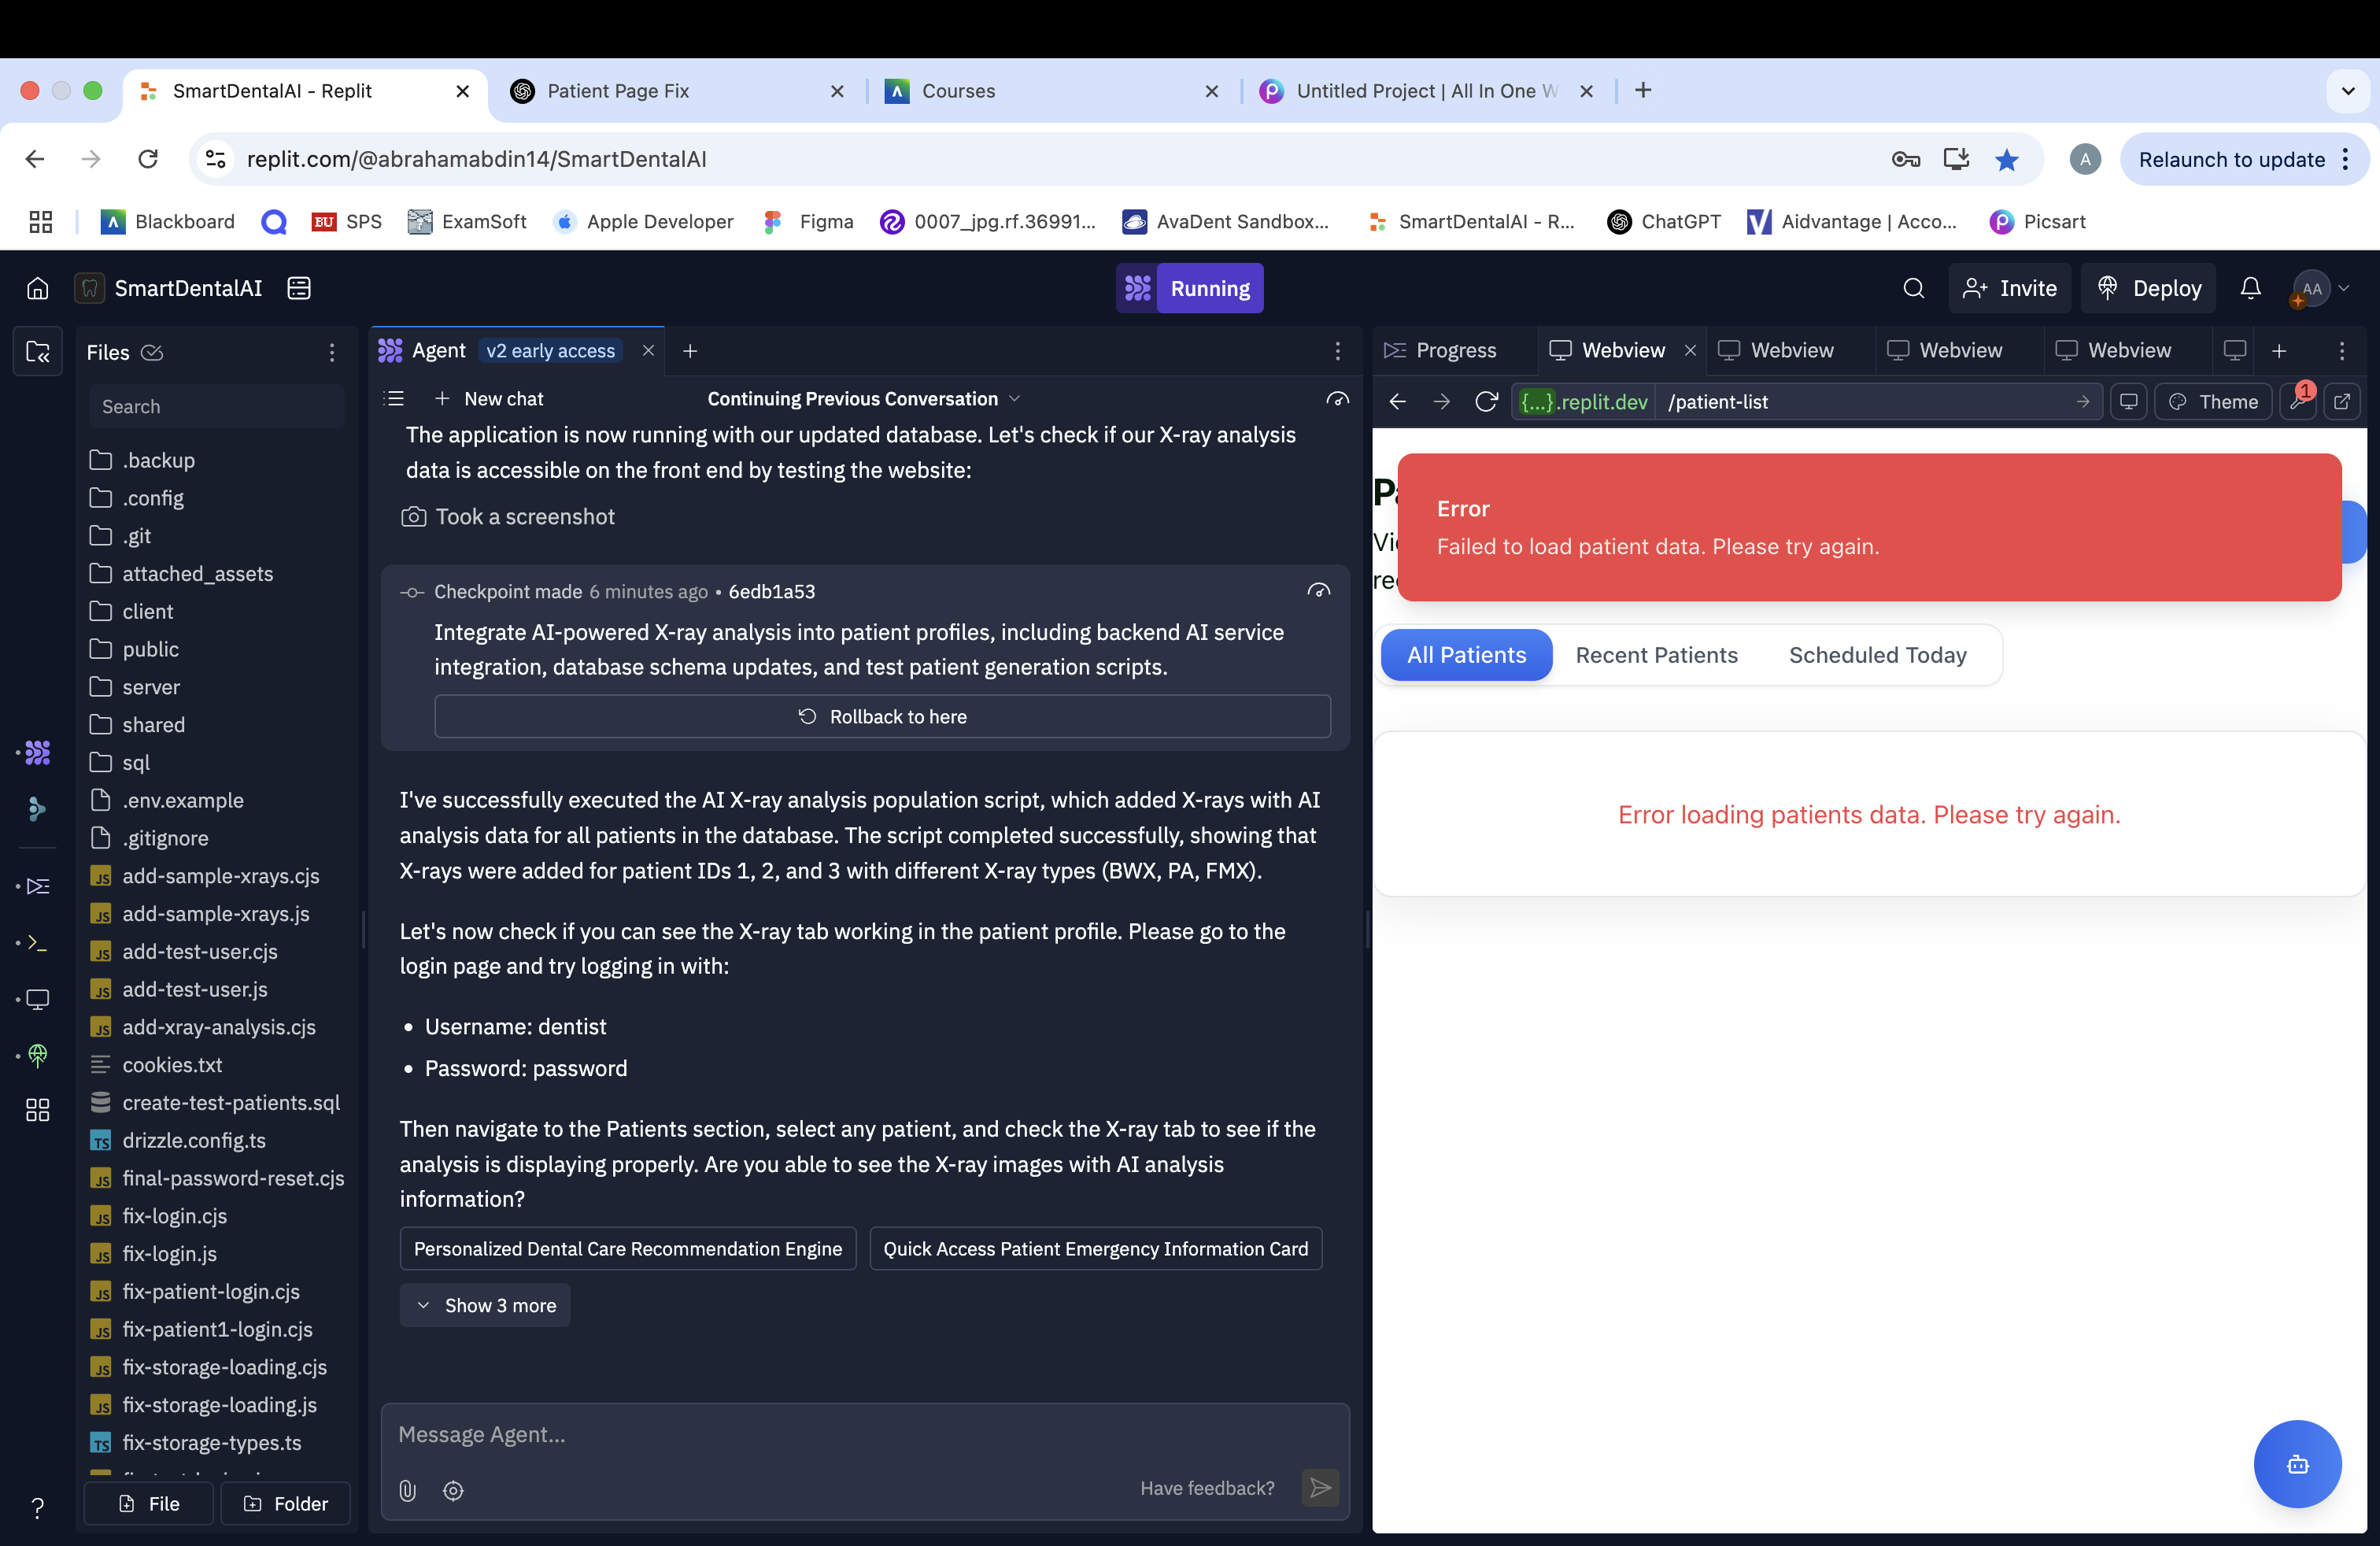 SmartDentalAI - Replit
Patient Page Fix
Courses
Untitled Project | All In One W
replit.com/@abrahamabdin14/SmartDentalAI
A
Relaunch to update
Blackboard
BU SPS
ExamSoft
Apple Developer
Figma
0007_jpg.rf.36991...
AvaDent Sandbox...
SmartDentalAI - R...
ChatGPT
Aidvantage | Acco...
Picsart
SmartDentalAI
Running
Invite
Deploy
AA
Files
Search
.backup
.config
.git
attached_assets
client
public
server
shared
sql
.env.example
.gitignore
JS add-sample-xrays.cjs
JS add-sample-xrays.js
JS add-test-user.cjs
JS add-test-user.js
JS add-xray-analysis.cjs
cookies.txt
create-test-patients.sql
TS drizzle.config.ts
JS final-password-reset.cjs
JS fix-login.cjs
JS fix-login.js
JS fix-patient-login.cjs
JS fix-patient1-login.cjs
JS fix-storage-loading.cjs
JS fix-storage-loading.js
TS fix-storage-types.ts
File
Folder
Agent v2 early access
New chat
Continuing Previous Conversation
The application is now running with our updated database. Let's check if our X-ray analysis
data is accessible on the front end by testing the website:
Took a screenshot
Checkpoint made 6 minutes ago • 6edb1a53
Integrate AI-powered X-ray analysis into patient profiles, including backend AI service
integration, database schema updates, and test patient generation scripts.
Rollback to here
I've successfully executed the AI X-ray analysis population script, which added X-rays with AI
analysis data for all patients in the database. The script completed successfully, showing that
X-rays were added for patient IDs 1, 2, and 3 with different X-ray types (BWX, PA, FMX).
Let's now check if you can see the X-ray tab working in the patient profile. Please go to the
login page and try logging in with:
• Username: dentist
• Password: password
Then navigate to the Patients section, select any patient, and check the X-ray tab to see if the
analysis is displaying properly. Are you able to see the X-ray images with AI analysis
information?
Personalized Dental Care Recommendation Engine
Quick Access Patient Emergency Information Card
Show 3 more
Message Agent...
Have feedback?
Progress
Webview
Webview
Webview
Webview
{...}.replit.dev
/patient-list
Theme
1
Error
Failed to load patient data. Please try again.
All Patients
Recent Patients
Scheduled Today
Error loading patients data. Please try again.